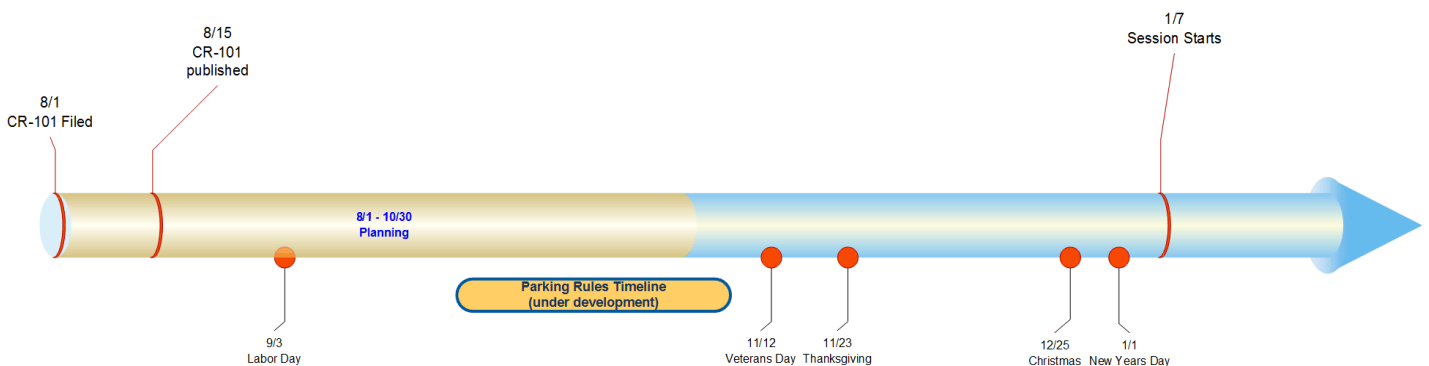 8/1
CR-101 Filed
8/15
CR-101
published
1/7
Session Starts
8/1 - 10/30
Planning
Parking Rules Timeline
(under development)
9/3
Labor Day
11/12
Veterans Day
11/23
Thanksgiving
12/25
Christmas
1/1
New Years Day